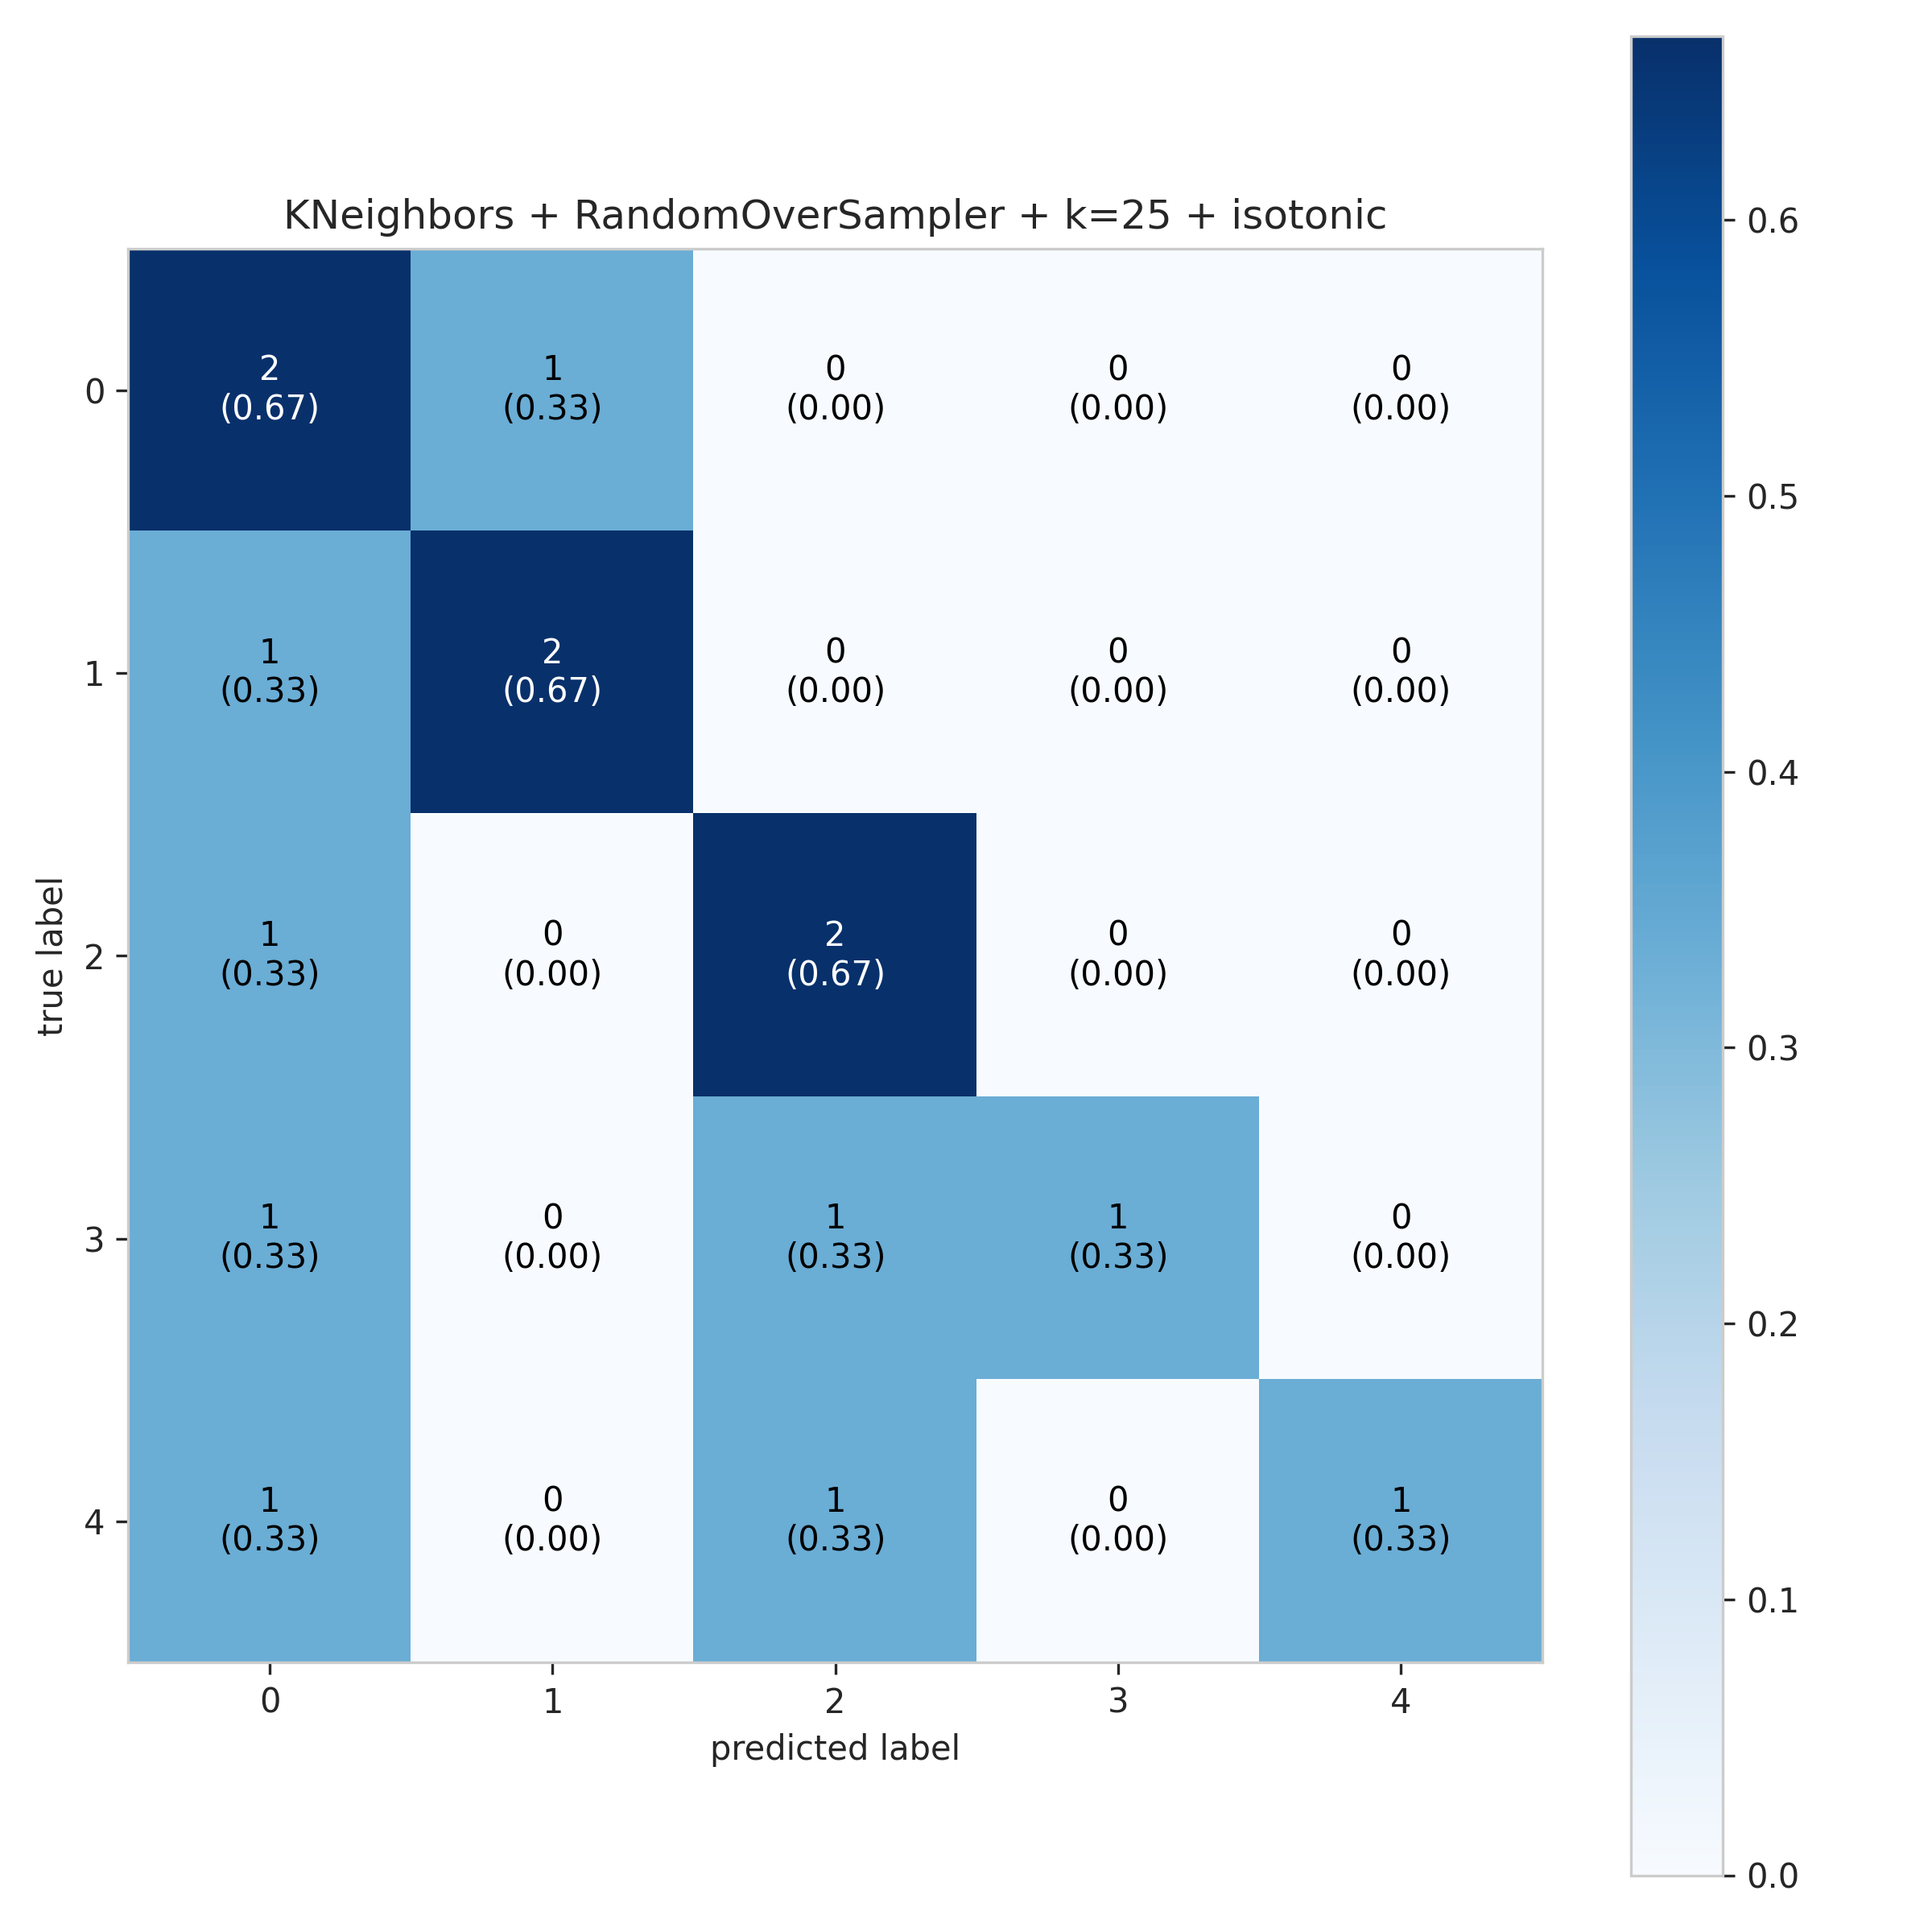 KNeighbors + RandomOverSampler + k=25 + isotonic
0.6
0.5
0.4
0.3
0.2
0.1
0.0
true label
0
2 1 0 0 0
(0.67) (0.33) (0.00) (0.00) (0.00)
1
1 2 0 0 0
(0.33) (0.67) (0.00) (0.00) (0.00)
2
1 0 2 0 0
(0.33) (0.00) (0.67) (0.00) (0.00)
3
1 0 1 1 0
(0.33) (0.00) (0.33) (0.33) (0.00)
4
1 0 1 0 1
(0.33) (0.00) (0.33) (0.00) (0.33)
0 1 2 3 4
predicted label